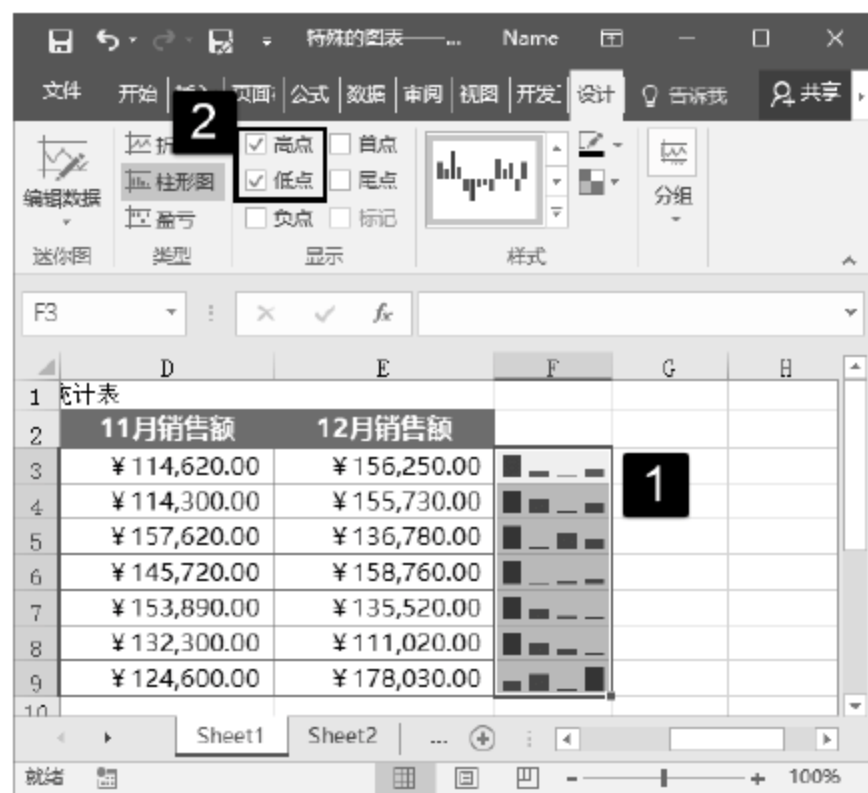 特殊的图表——... Name
文件 开始 页面 公式 数据 审阅 视图 开发 设计 告诉我 共享
2
折 高点 首点
编辑数据 柱形图 低点 尾点 分组
盈亏 负点 标记
迷你图 类型 显示 样式
F3 fx
D E F G H
1 统计表
2 11月销售额 12月销售额
3 ¥114,620.00 ¥156,250.00
1
4 ¥114,300.00 ¥155,730.00
5 ¥157,620.00 ¥136,780.00
6 ¥145,720.00 ¥158,760.00
7 ¥153,890.00 ¥135,520.00
8 ¥132,300.00 ¥111,020.00
9 ¥124,600.00 ¥178,030.00
10
Sheet1 Sheet2 ...
就绪 100%